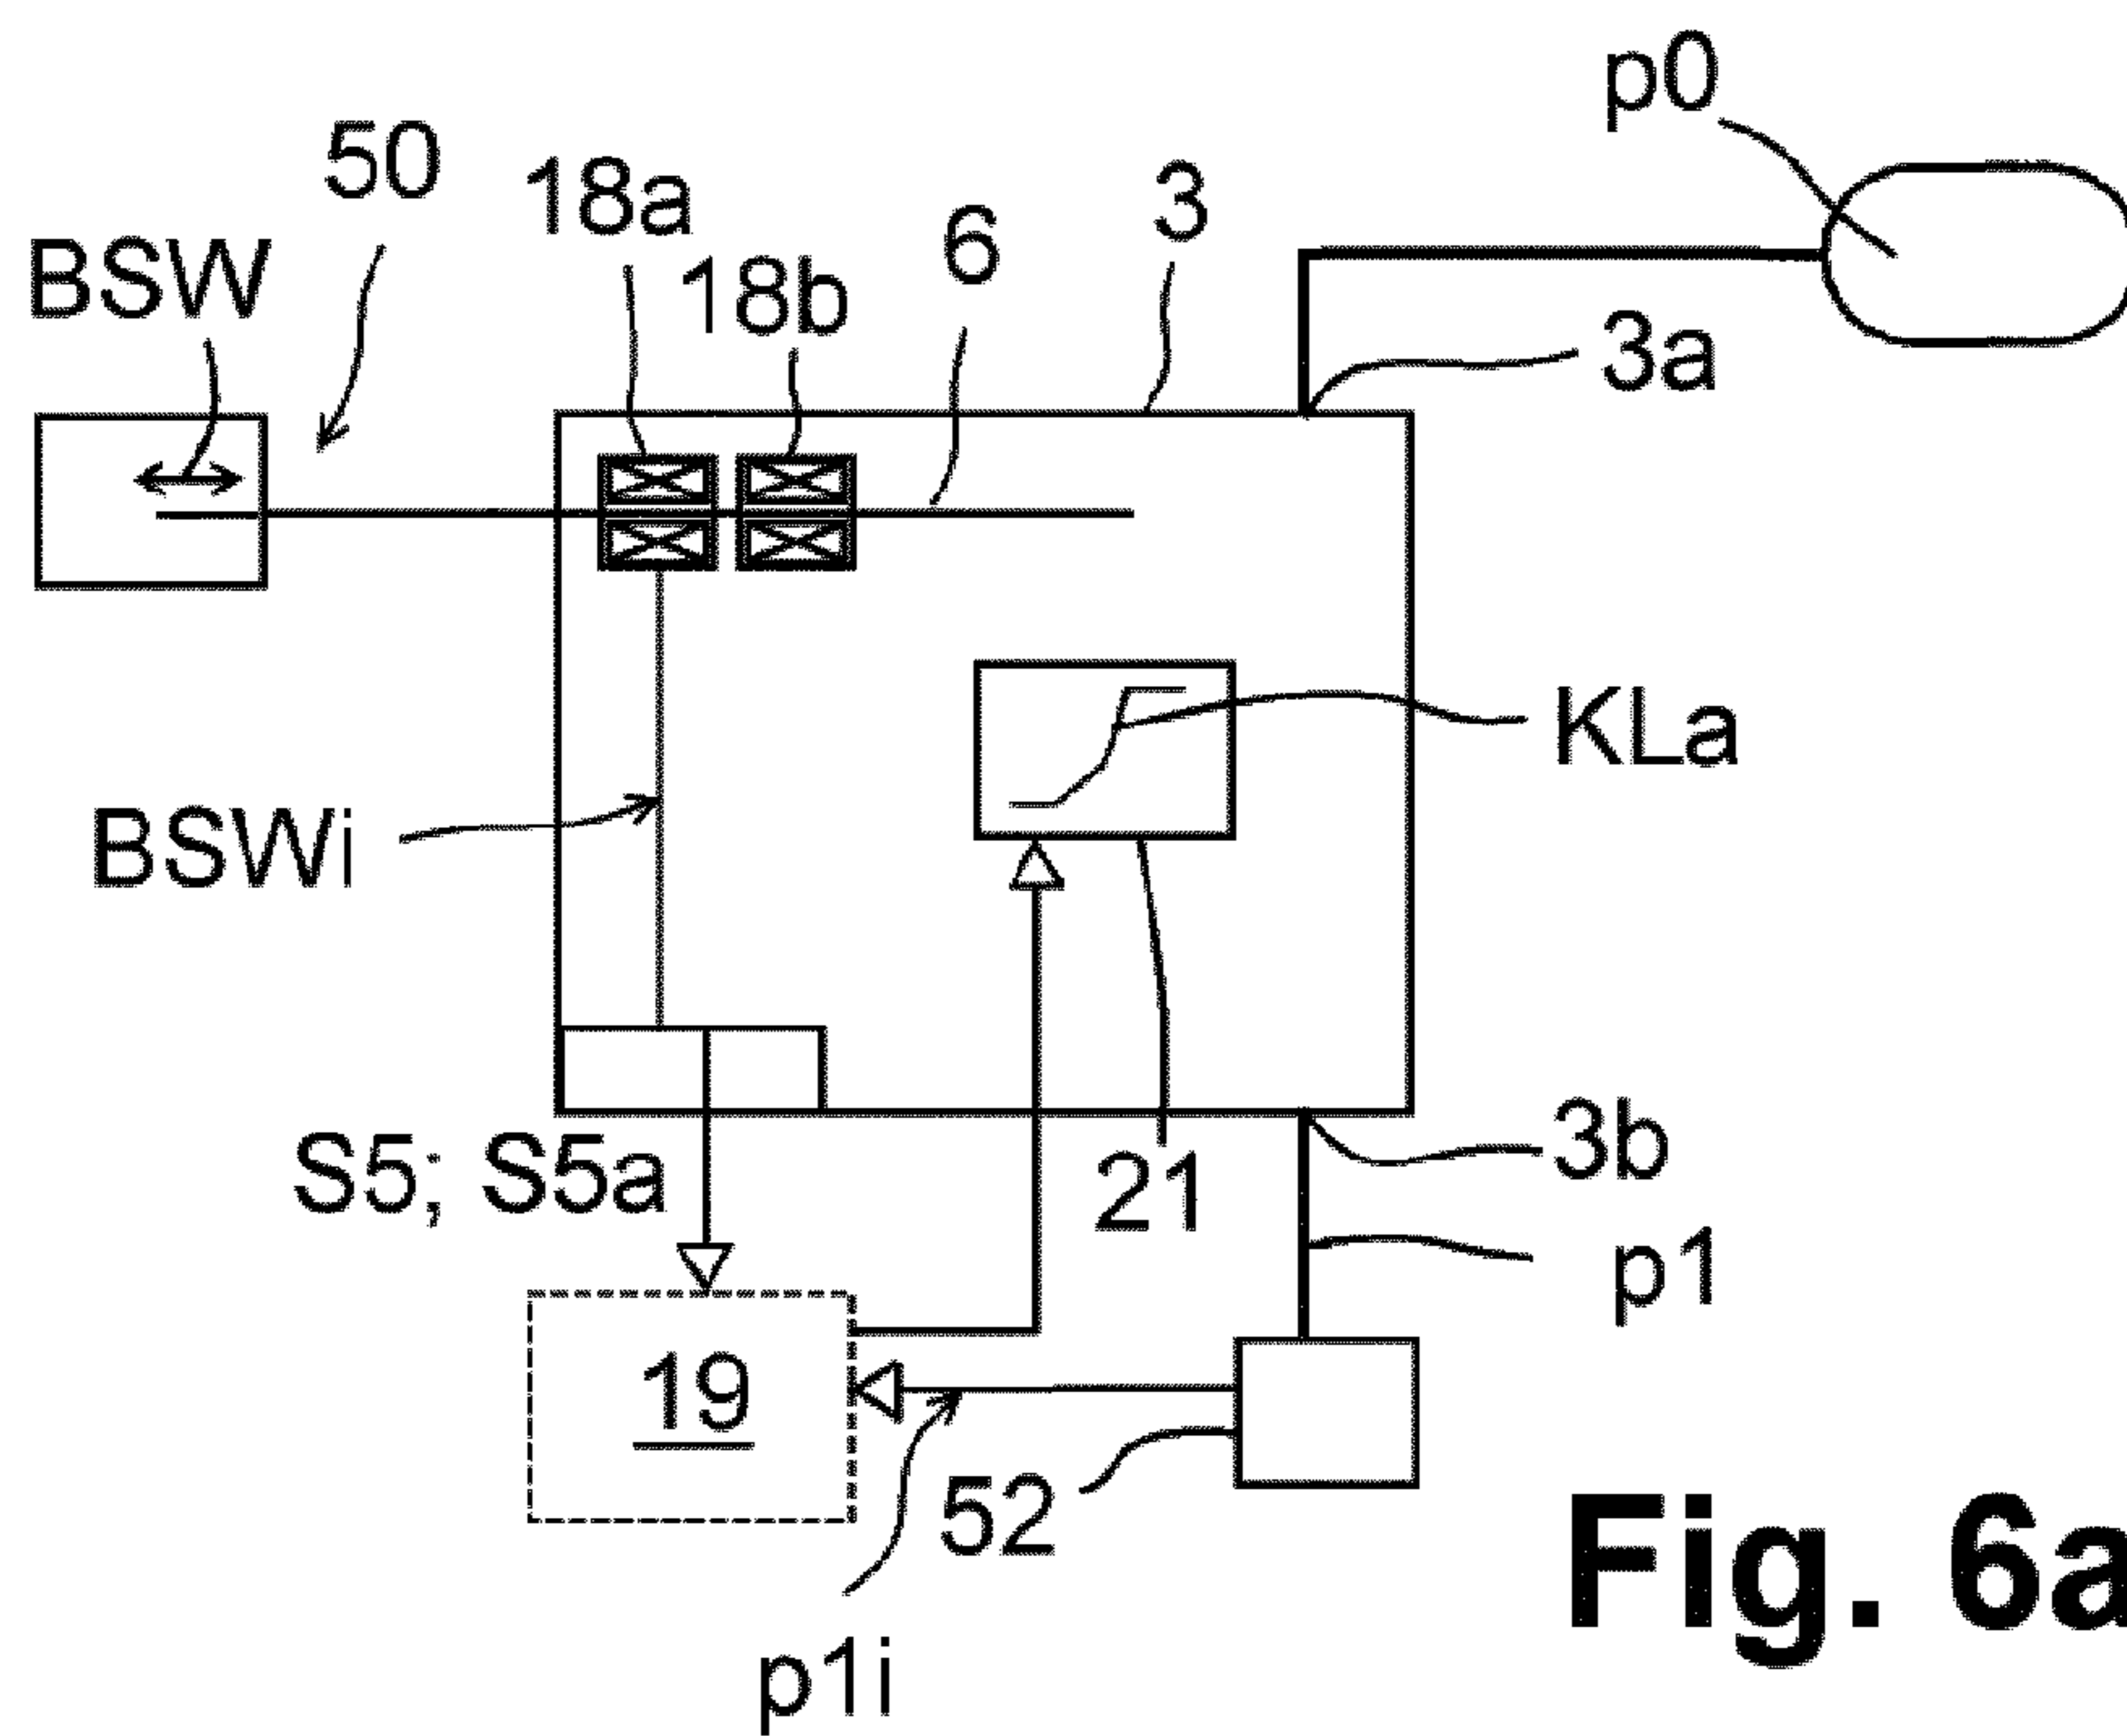 p0
50
18a
3
BSW
18b
6
3a
KLa
BSWi
S5; S5a
21
3b
p1
19
52
Fig. 6a
p1i